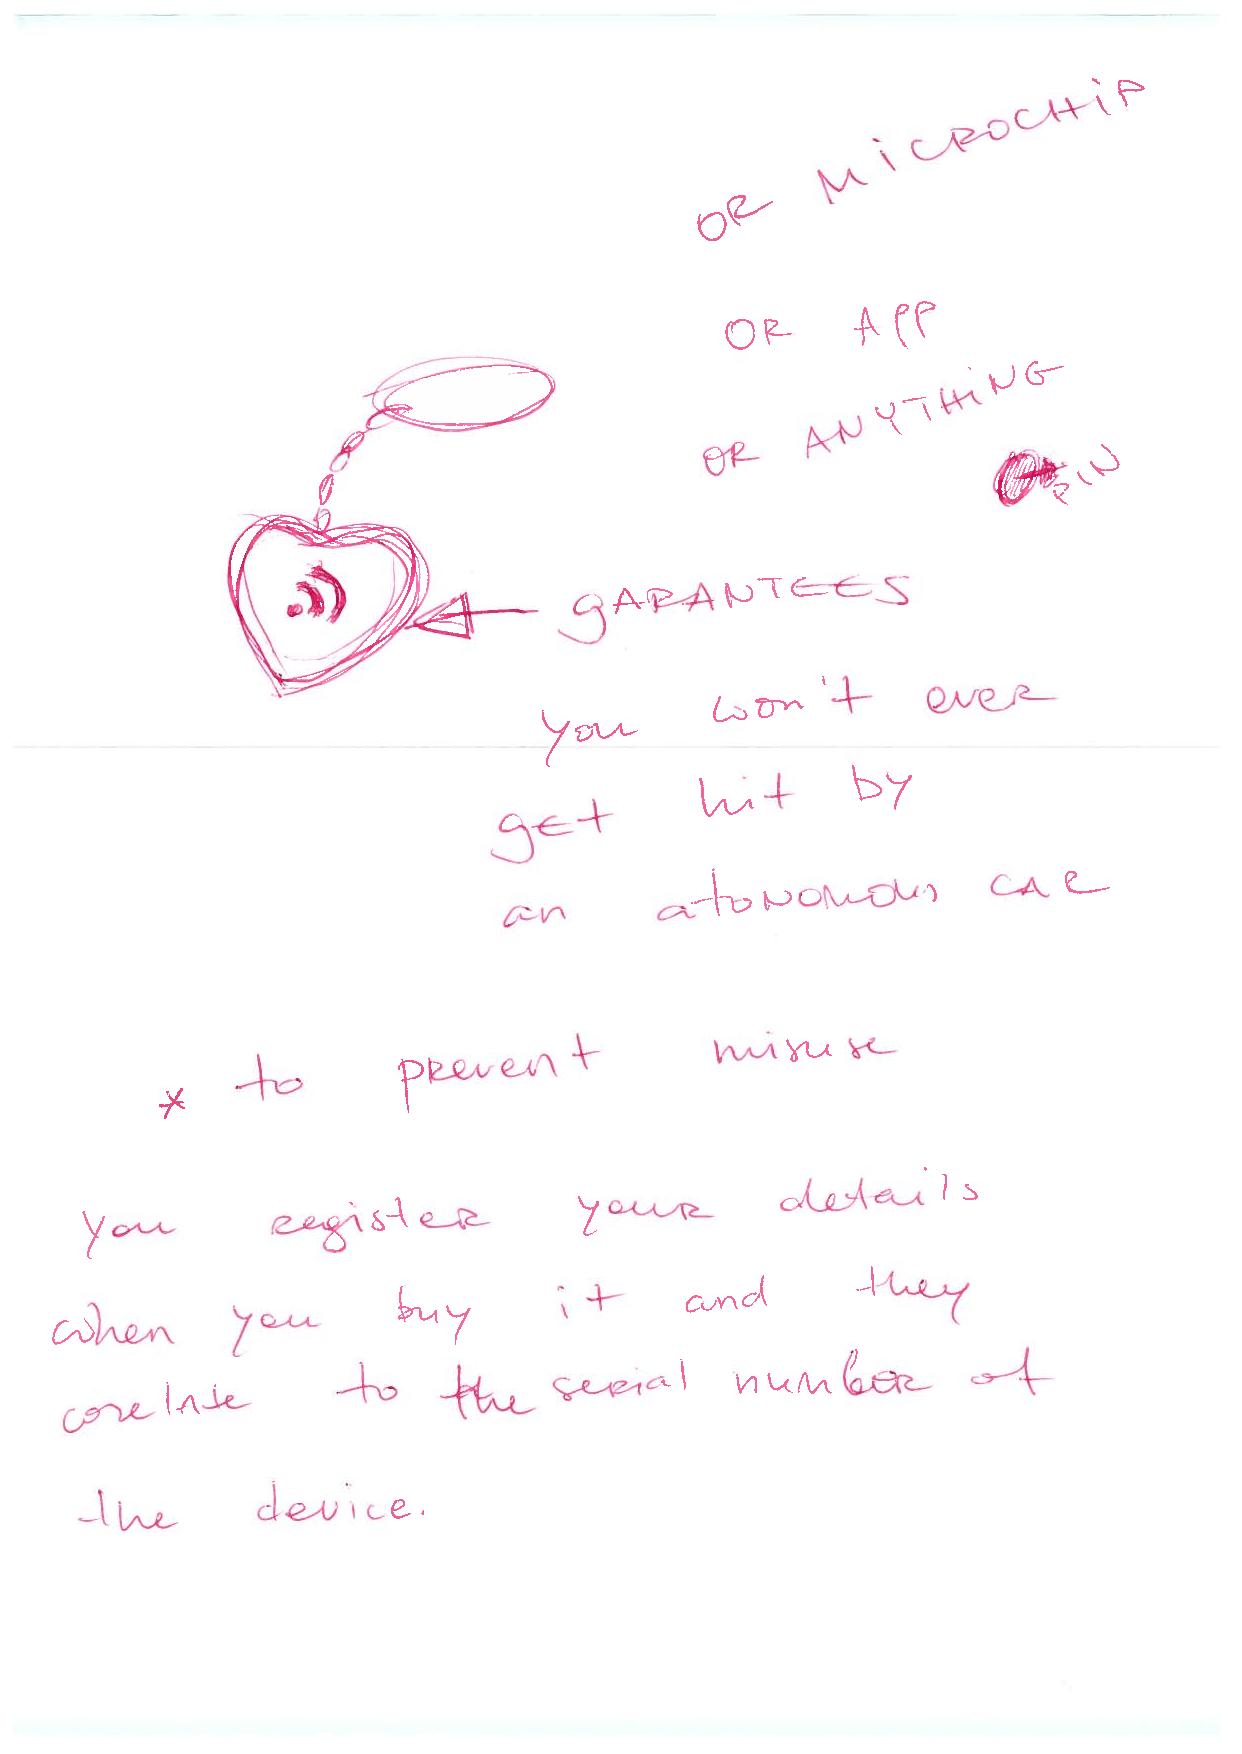 OR MiCROCHiP
OR APP
OR ANYTHiNG
PIN
gARANTEES
you won't ever
get hit by
an atonomous car
* to prevent misuse
you register your details
when you buy it and they
corelate to the serial number of
the device.